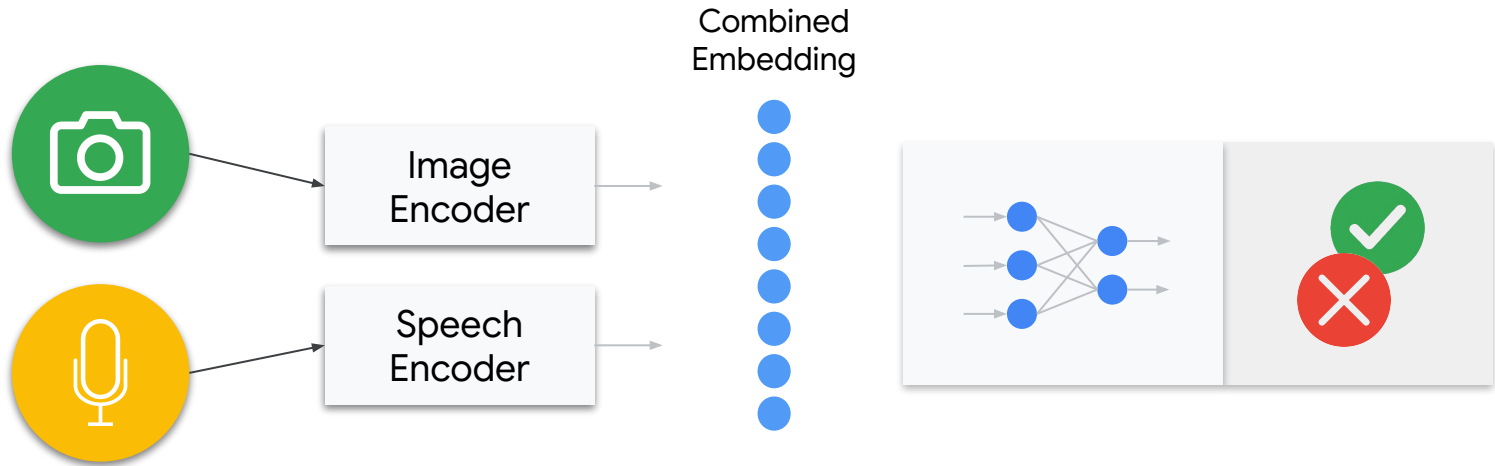 Combined
Embedding
Image
Encoder
Speech
Encoder